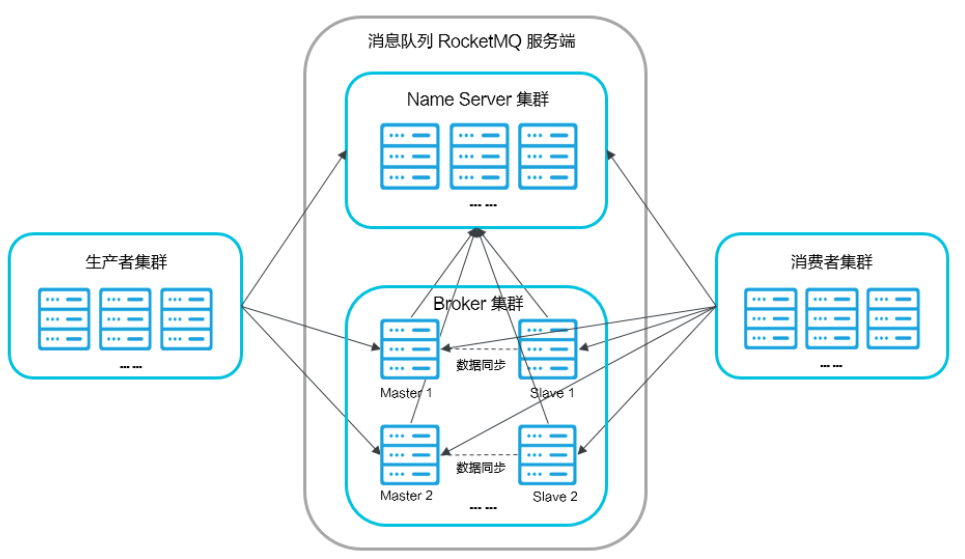 消息队列 RocketMQ 服务端
Name Server 集群
... ...
生产者集群
... ...
消费者集群
... ...
Broker 集群
数据同步
Master 1
Slave 1
数据同步
Master 2
Slave 2
... ...